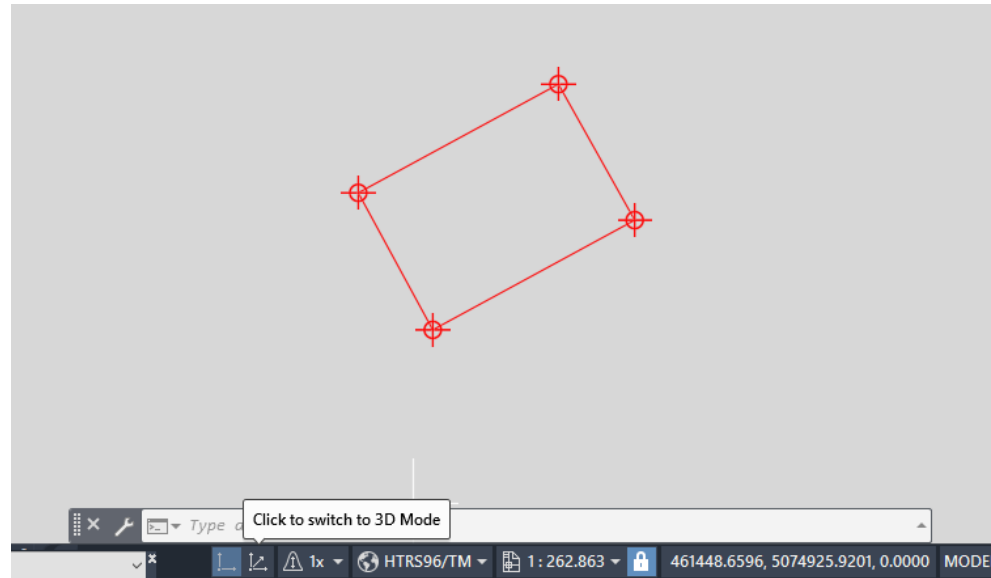 Type a
Click to switch to 3D Mode
1x HTRS96/TM 1:262.863 461448.6596, 5074925.9201, 0.0000 MODE